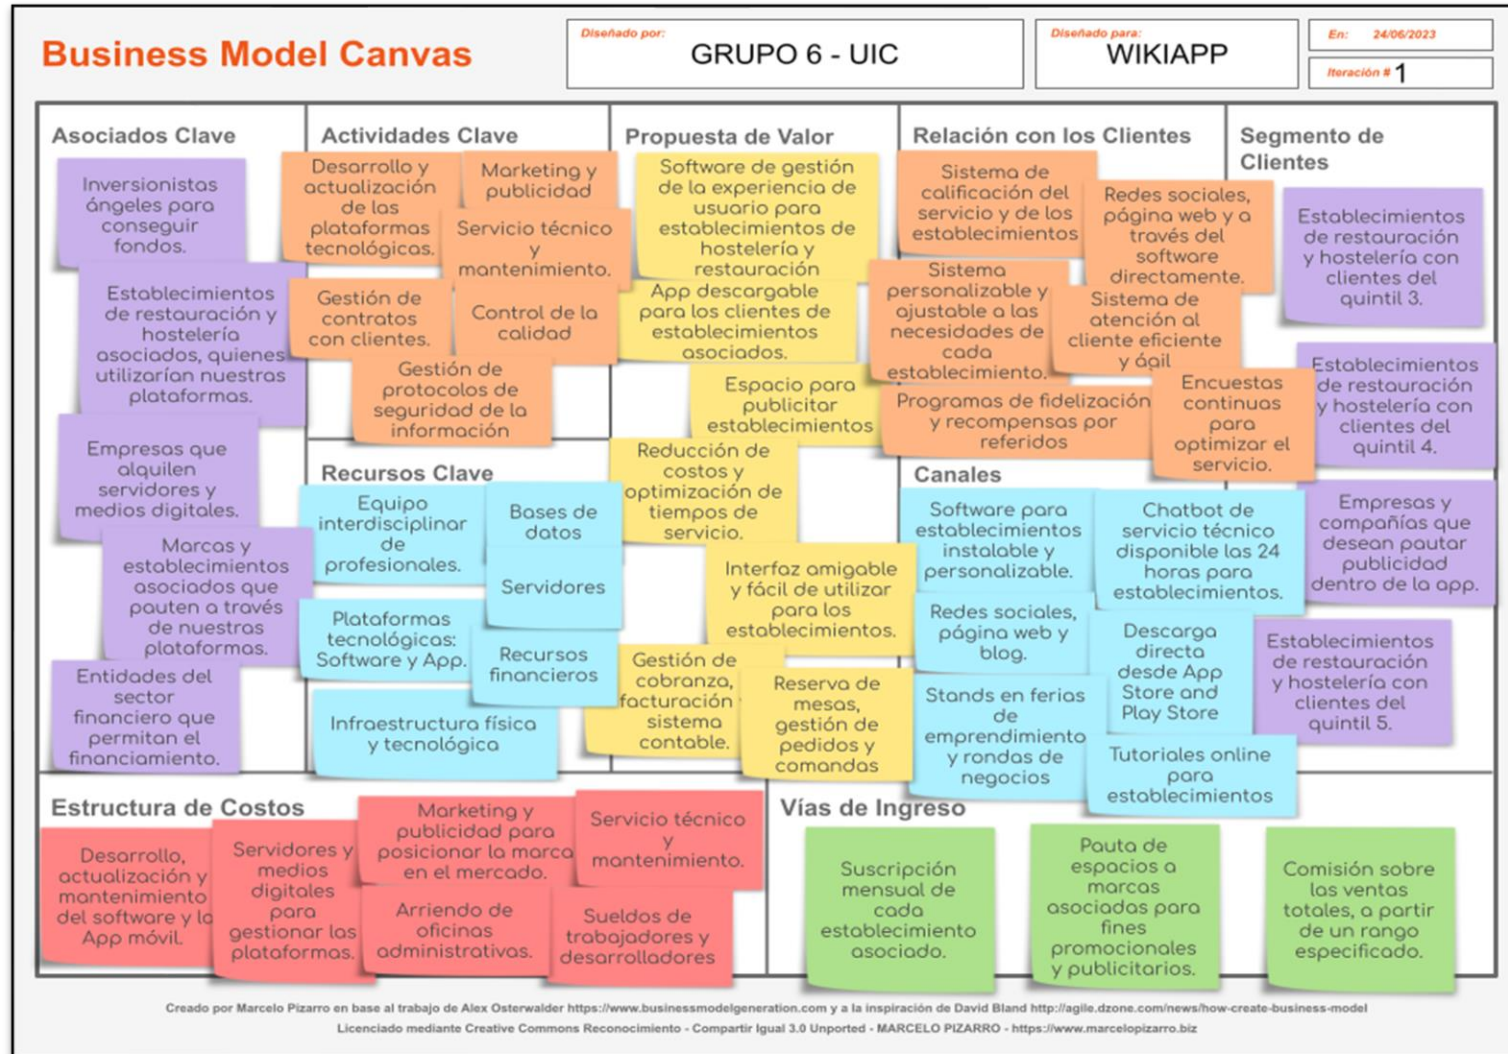 Business Model Canvas
Diseñado por:
GRUPO 6 - UIC
Diseñado para:
WIKIAPP
En: 24/06/2023
Iteración # 1
Asociados Clave
Inversionistas
ángeles para
conseguir
fondos.
Establecimientos
de restauración y
hostelería
asociados, quienes
utilizarían nuestras
plataformas.
Empresas que
alquilen
servidores y
medios digitales.
Marcas y
establecimientos
asociados que
pauten a través
de nuestras
plataformas.
Entidades del
sector
financiero que
permitan el
financiamiento.
Actividades Clave
Desarrollo y
actualización
de las
plataformas
tecnológicas.
Marketing y
publicidad
Servicio técnico
y
mantenimiento.
Gestión de
contratos
con clientes.
Control de la
calidad
Gestión de
protocolos de
seguridad de la
información
Recursos Clave
Equipo
interdisciplinar
de
profesionales.
Bases de
datos
Servidores
Plataformas
tecnológicas:
Software y App.
Recursos
financieros
Infraestructura física
y tecnológica
Propuesta de Valor
Software de gestión
de la experiencia de
usuario para
establecimientos de
hostelería y
restauración
App descargable
para los clientes de
establecimientos
asociados.
Espacio para
publicitar
establecimientos
Reducción de
costos y
optimización de
tiempos de
servicio.
Interfaz amigable
y fácil de utilizar
para los
establecimientos.
Gestión de
cobranza,
facturación
sistema
contable.
Reserva de
mesas,
gestión de
pedidos y
comandas
Relación con los Clientes
Sistema de
calificación del
servicio y de los
establecimientos
Redes sociales,
página web y a
través del
software
directamente.
Sistema
personalizable y
ajustable a las
necesidades de
cada
establecimiento.
Sistema de
atención al
cliente eficiente
y ágil
Programas de fidelización
y recompensas por
referidos
Encuestas
continuas
para
optimizar el
servicio.
Canales
Software para
establecimientos
instalable y
personalizable.
Chatbot de
servicio técnico
disponible las 24
horas para
establecimientos.
Redes sociales,
página web y
blog.
Descarga
directa
desde App
Store and
Play Store
Stands en ferias
de
emprendimiento
y rondas de
negocios
Tutoriales online
para
establecimientos
Segmento de
Clientes
Establecimientos
de restauración
y hostelería con
clientes del
quintil 3.
Establecimientos
de restauración
y hostelería con
clientes del
quintil 4.
Empresas y
compañías que
desean pautar
publicidad
dentro de la app.
Establecimientos
de restauración
y hostelería con
clientes del
quintil 5.
Estructura de Costos
Desarrollo,
actualización y
mantenimiento
del software y la
App móvil.
Servidores y
medios
digitales
para
gestionar las
plataformas.
Marketing y
publicidad para
posicionar la marca
en el mercado.
Servicio técnico
y
mantenimiento.
Arriendo de
oficinas
administrativas.
Sueldos de
trabajadores y
desarrolladores
Vías de Ingreso
Suscripción
mensual de
cada
establecimiento
asociado.
Pauta de
espacios a
marcas
asociadas para
fines
promocionales
y publicitarios.
Comisión sobre
las ventas
totales, a partir
de un rango
especificado.
Creado por Marcelo Pizarro en base al trabajo de Alex Osterwalder https://www.businessmodelgeneration.com y a la inspiración de David Bland http://agile.dzone.com/news/how-create-business-model
Licenciado mediante Creative Commons Reconocimiento - Compartir Igual 3.0 Unported - MARCELO PIZARRO - https://www.marcelopizarro.biz